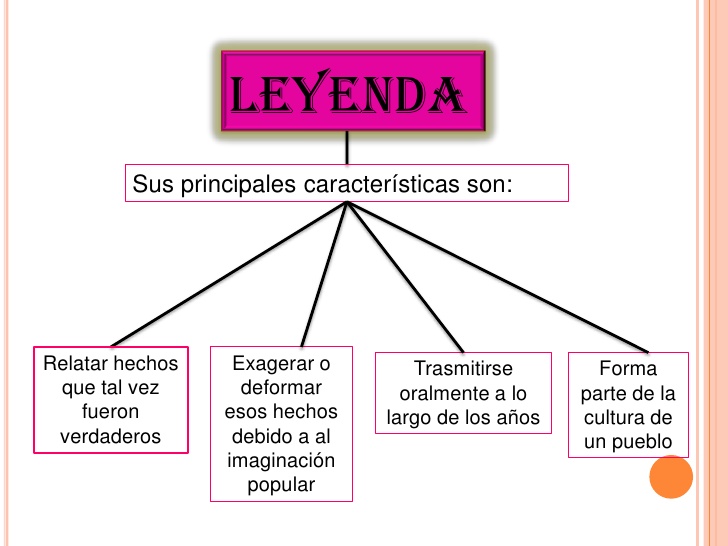 LEYENDA
Sus principales características son:
Relatar hechos
que tal vez
fueron
verdaderos
Exagerar o
deformar
esos hechos
debido a al
imaginación
popular
Trasmitirse
oralmente a lo
largo de los años
Forma
parte de la
cultura de
un pueblo